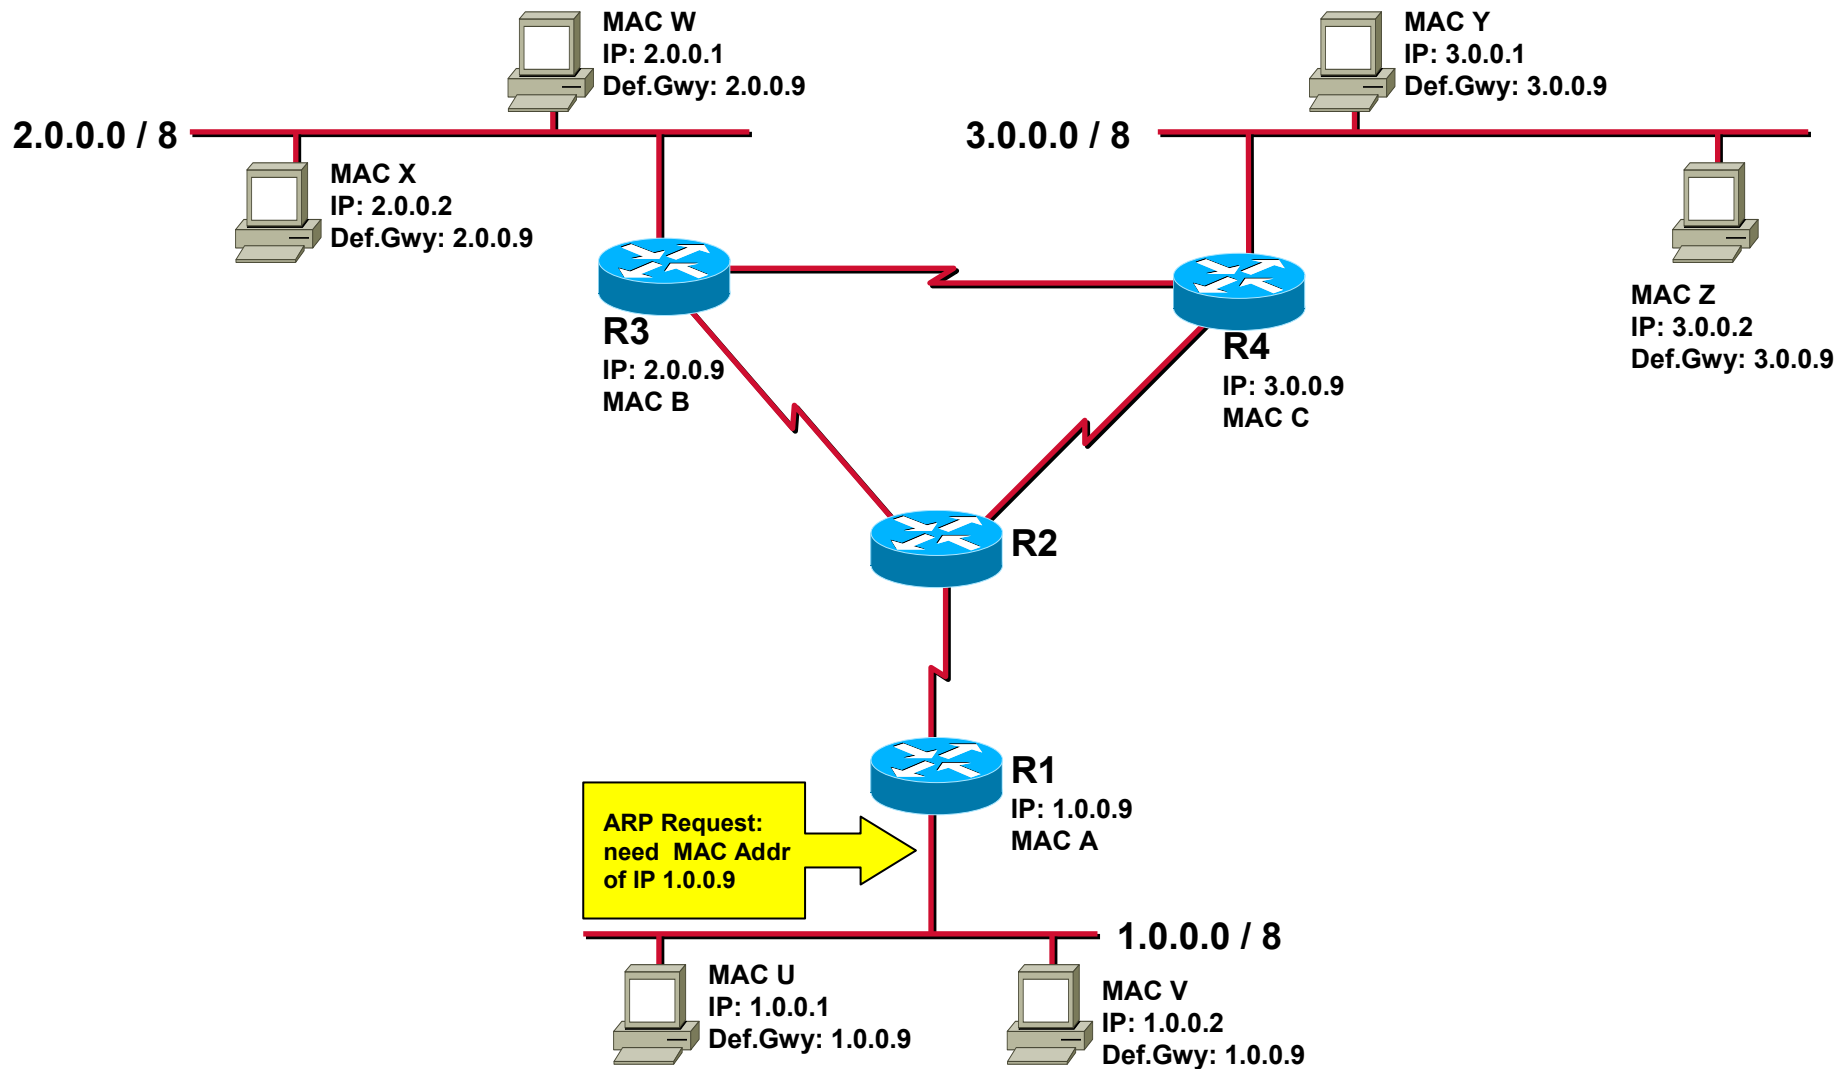 MAC W
IP: 2.0.0.1
Def.Gwy: 2.0.0.9
MAC Y
IP: 3.0.0.1
Def.Gwy: 3.0.0.9
2.0.0.0 / 8
3.0.0.0 / 8
MAC X
IP: 2.0.0.2
Def.Gwy: 2.0.0.9
MAC Z
IP: 3.0.0.2
Def.Gwy: 3.0.0.9
R3
IP: 2.0.0.9
MAC B
R4
IP: 3.0.0.9
MAC C
R2
R1
IP: 1.0.0.9
MAC A
ARP Request:
need MAC Addr
of IP 1.0.0.9
1.0.0.0 / 8
MAC U
IP: 1.0.0.1
Def.Gwy: 1.0.0.9
MAC V
IP: 1.0.0.2
Def.Gwy: 1.0.0.9